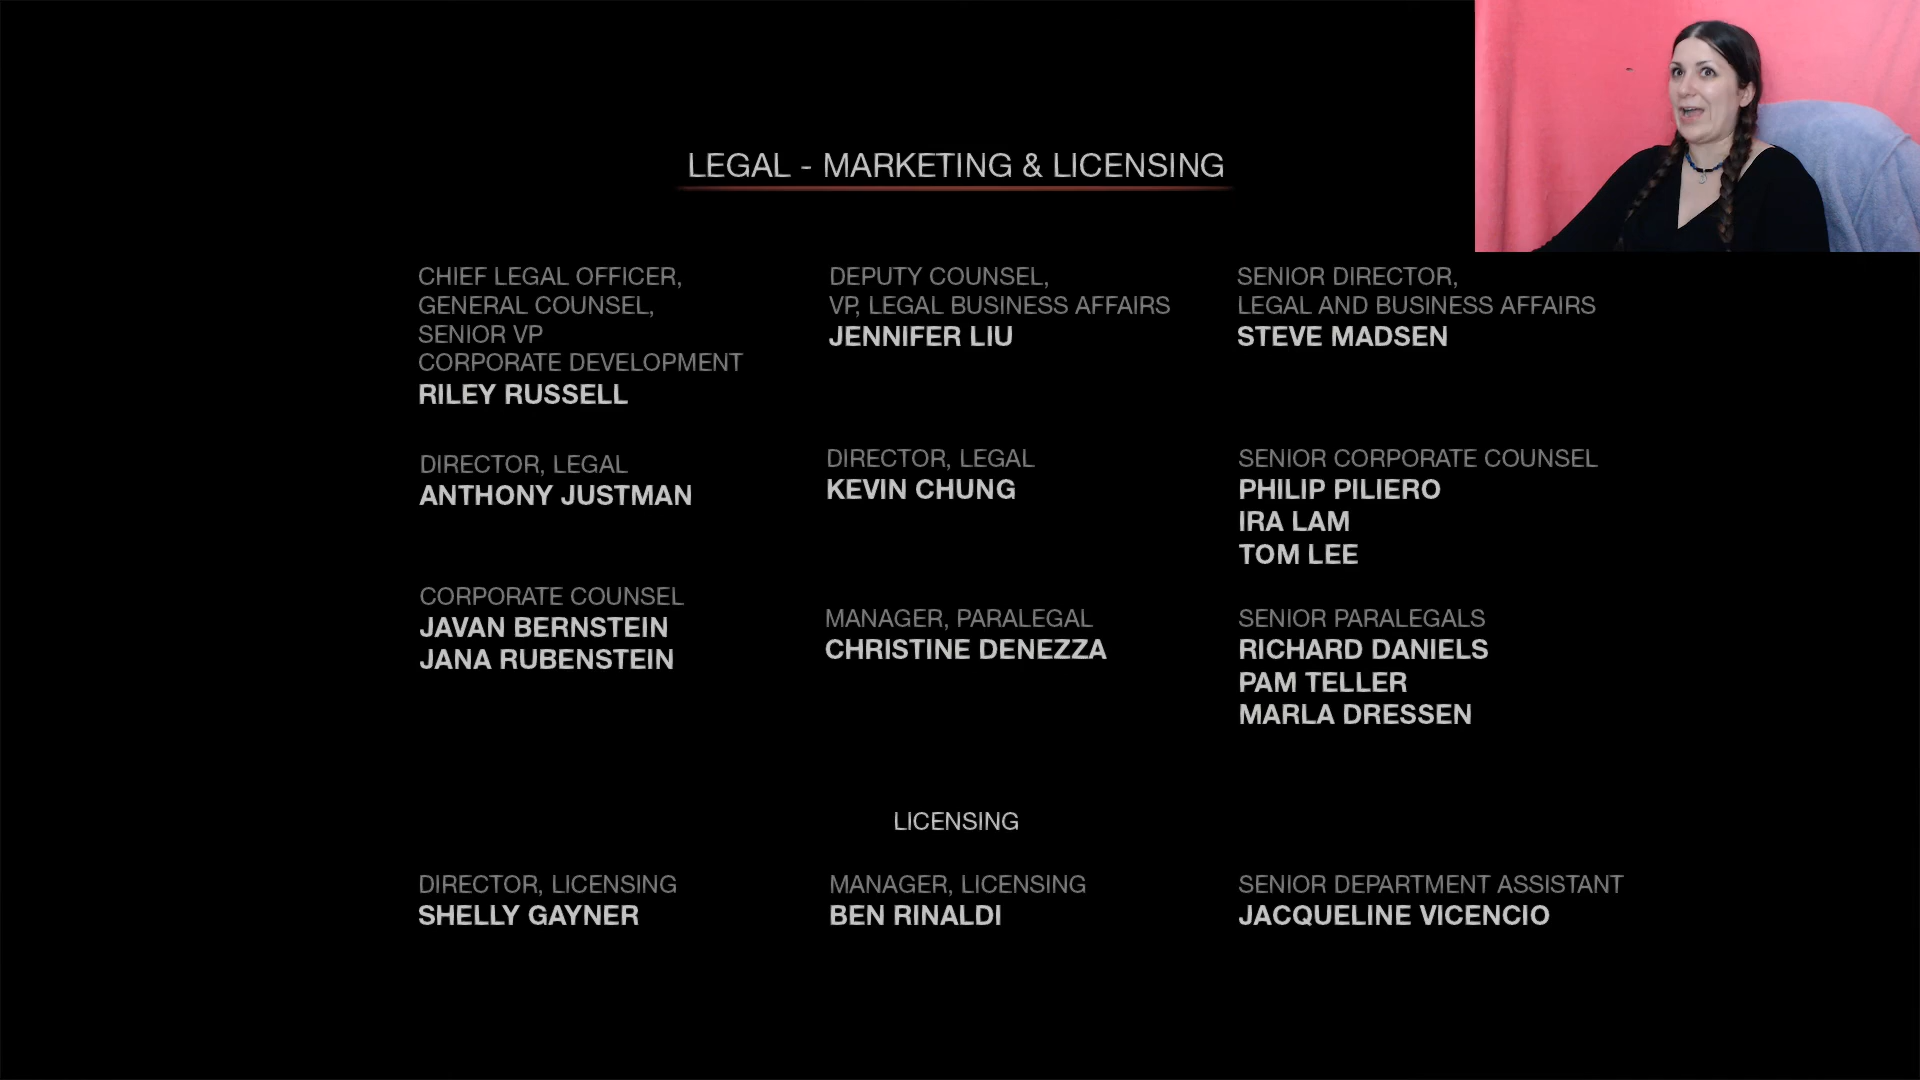 LEGAL - MARKETING & LICENSING
CHIEF LEGAL OFFICER,
GENERAL COUNSEL,
SENIOR VP
CORPORATE DEVELOPMENT
RILEY RUSSELL
DEPUTY COUNSEL,
VP, LEGAL BUSINESS AFFAIRS
JENNIFER LIU
SENIOR DIRECTOR,
LEGAL AND BUSINESS AFFAIRS
STEVE MADSEN
DIRECTOR, LEGAL
ANTHONY JUSTMAN
DIRECTOR, LEGAL
KEVIN CHUNG
SENIOR CORPORATE COUNSEL
PHILIP PILIERO
IRA LAM
TOM LEE
CORPORATE COUNSEL
JAVAN BERNSTEIN
JANA RUBENSTEIN
MANAGER, PARALEGAL
CHRISTINE DENEZZA
SENIOR PARALEGALS
RICHARD DANIELS
PAM TELLER
MARLA DRESSEN
LICENSING
DIRECTOR, LICENSING
SHELLY GAYNER
MANAGER, LICENSING
BEN RINALDI
SENIOR DEPARTMENT ASSISTANT
JACQUELINE VICENCIO